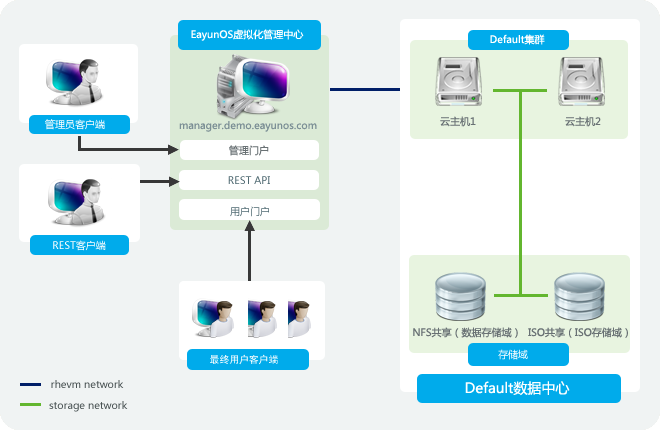 EayunOS虚拟化管理中心
manager.demo.eayunos.com
管理门户
REST API
用户门户
管理员客户端
REST客户端
最终用户客户端
Default集群
云主机1
云主机2
NFS共享（数据存储域）
ISO共享（ISO存储域）
存储域
Default数据中心
rhevm network
storage network